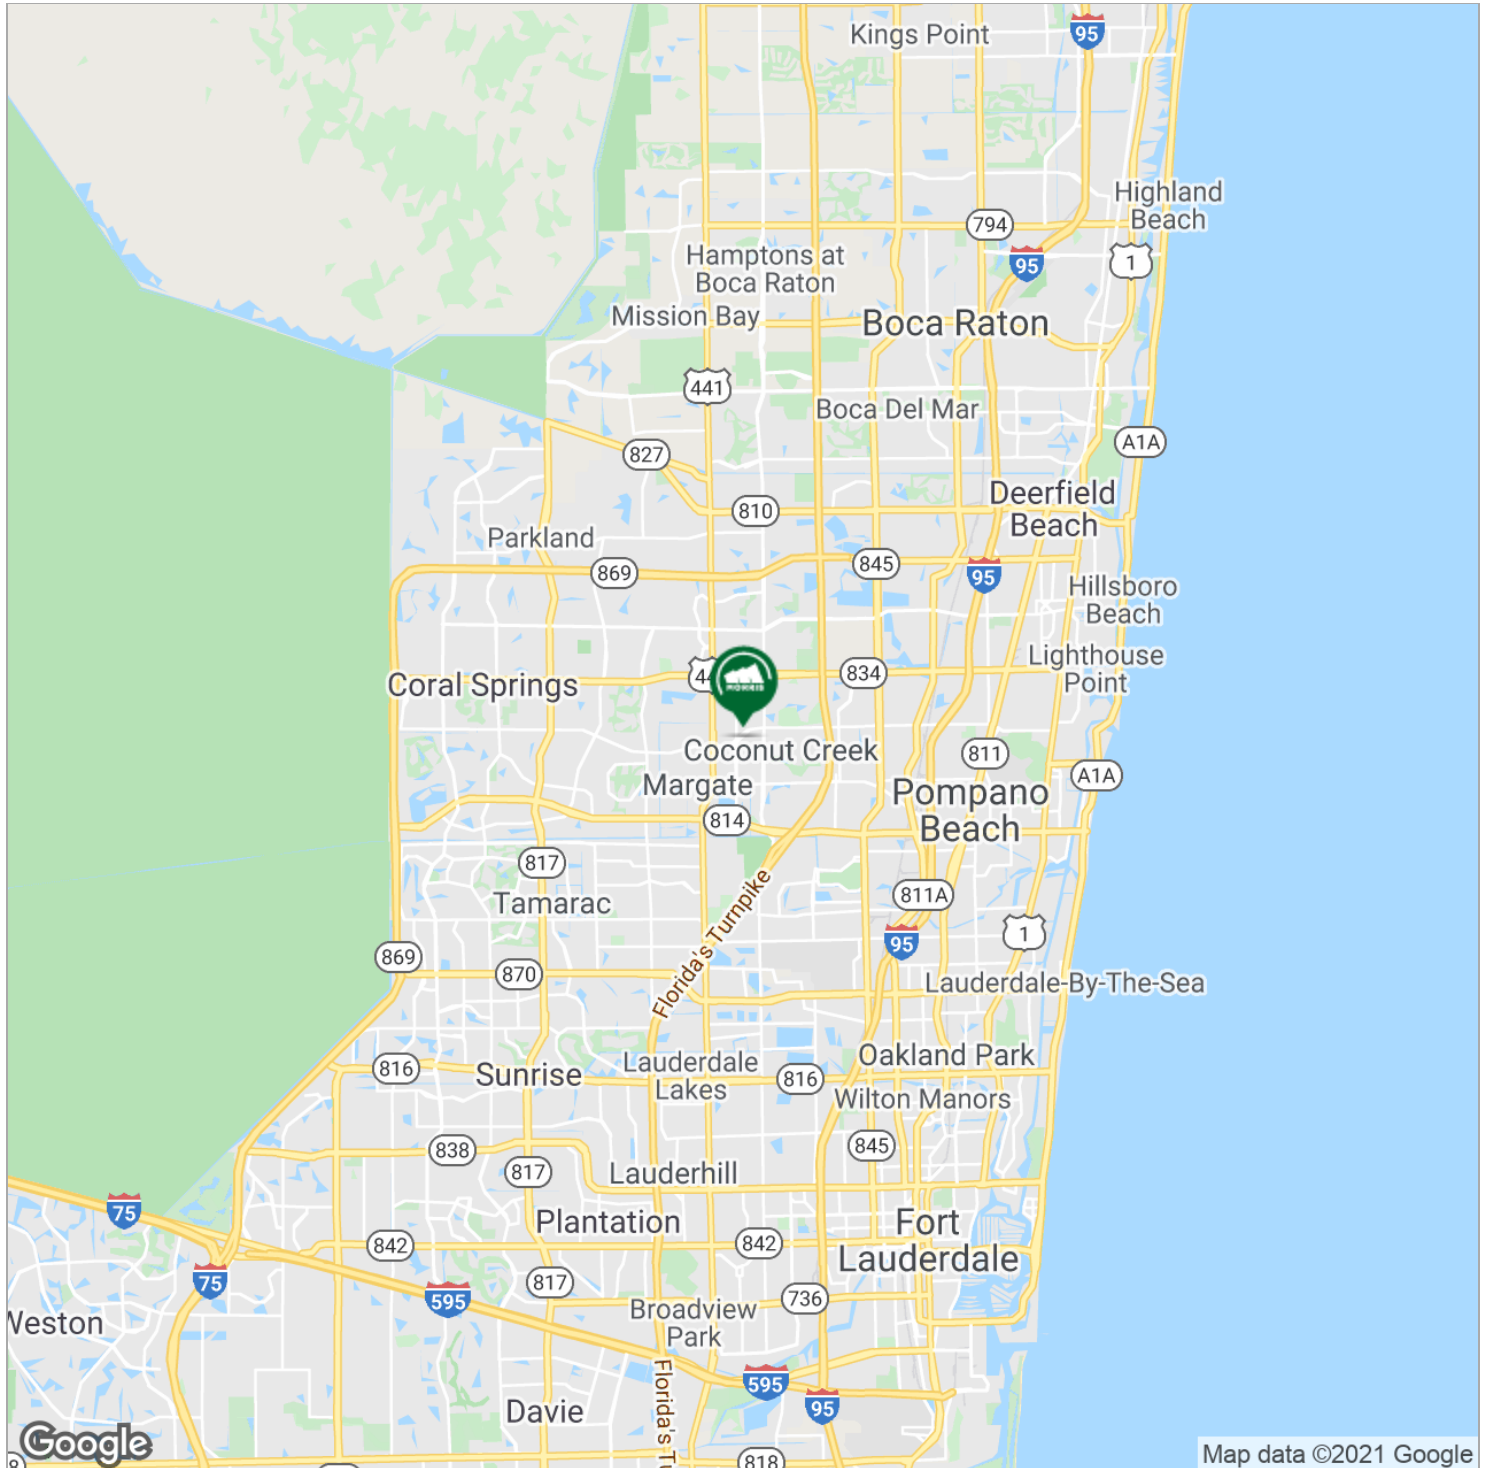 Kings Point
95
Highland
Beach
794
Hamptons at
Boca Raton
95
1
Mission Bay
Boca Raton
441
Boca Del Mar
A1A
827
Deerfield
Beach
810
Parkland
869
845
95
Hillsboro
Beach
Lighthouse
Point
Coral Springs
MORRIS
834
Coconut Creek
811
Margate
A1A
Pompano
Beach
814
817
811A
Tamarac
Florida's Turnpike
1
95
869
870
Lauderdale-By-The-Sea
816
Sunrise
Lauderdale
Lakes
816
Oakland Park
Wilton Manors
838
845
817
Lauderhill
75
Plantation
Fort
Lauderdale
842
842
75
817
595
736
Weston
Broadview
Park
Florida's
595
95
Davie
Google
818
Map data ©2021 Google